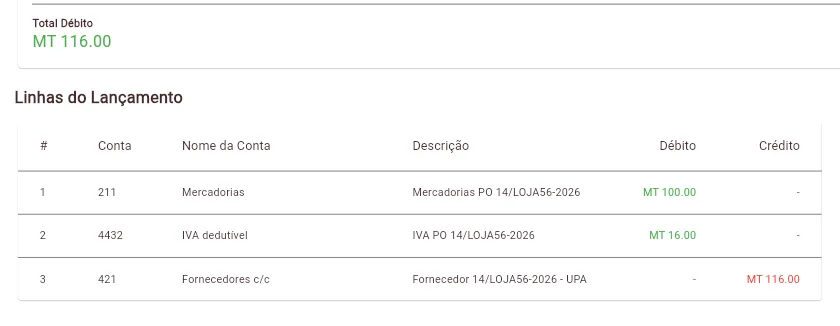 Total Débito
MT 116.00
Linhas do Lançamento
# Conta Nome da Conta Descrição Débito Crédito
1 211 Mercadorias Mercadorias PO 14/LOJA56-2026 MT 100.00 -
2 4432 IVA dedutível IVA PO 14/LOJA56-2026 MT 16.00 -
3 421 Fornecedores c/c Fornecedor 14/LOJA56-2026 - UPA - MT 116.00